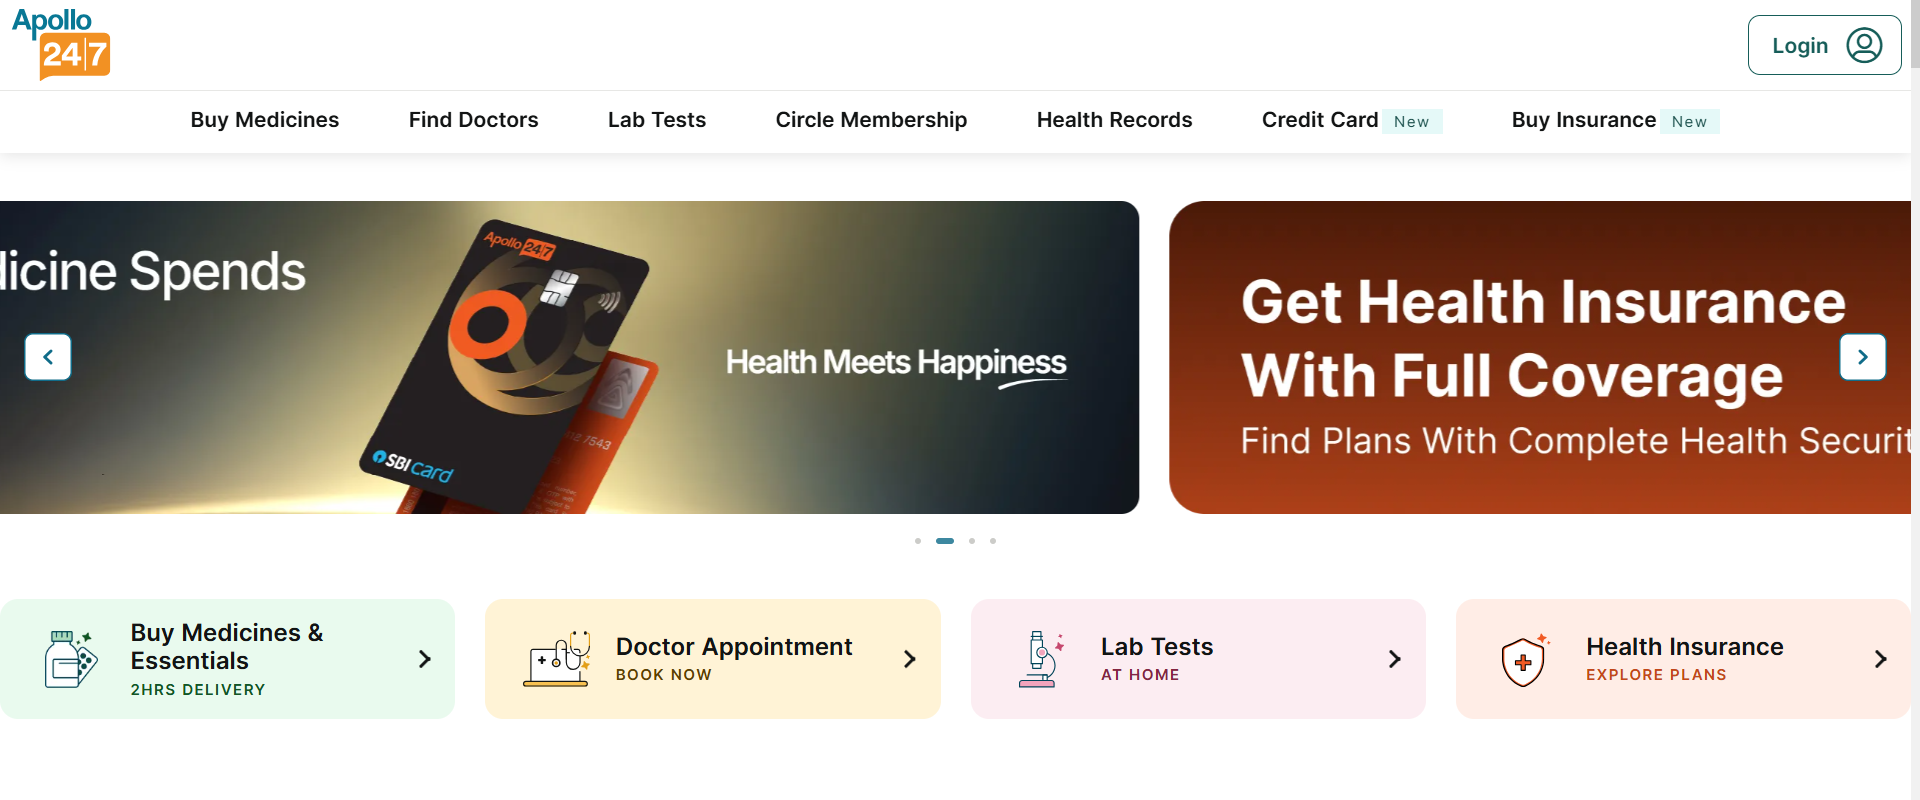 Apollo
24|7
Login
Buy Medicines
Find Doctors
Lab Tests
Circle Membership
Health Records
Credit Card New
Buy Insurance New
dicine Spends
Apollo 24|7
SBI card
7543
Health Meets Happiness
Get Health Insurance
With Full Coverage
Find Plans With Complete Health Securit
Buy Medicines &
Essentials
2HRS DELIVERY
Doctor Appointment
BOOK NOW
Lab Tests
AT HOME
Health Insurance
EXPLORE PLANS